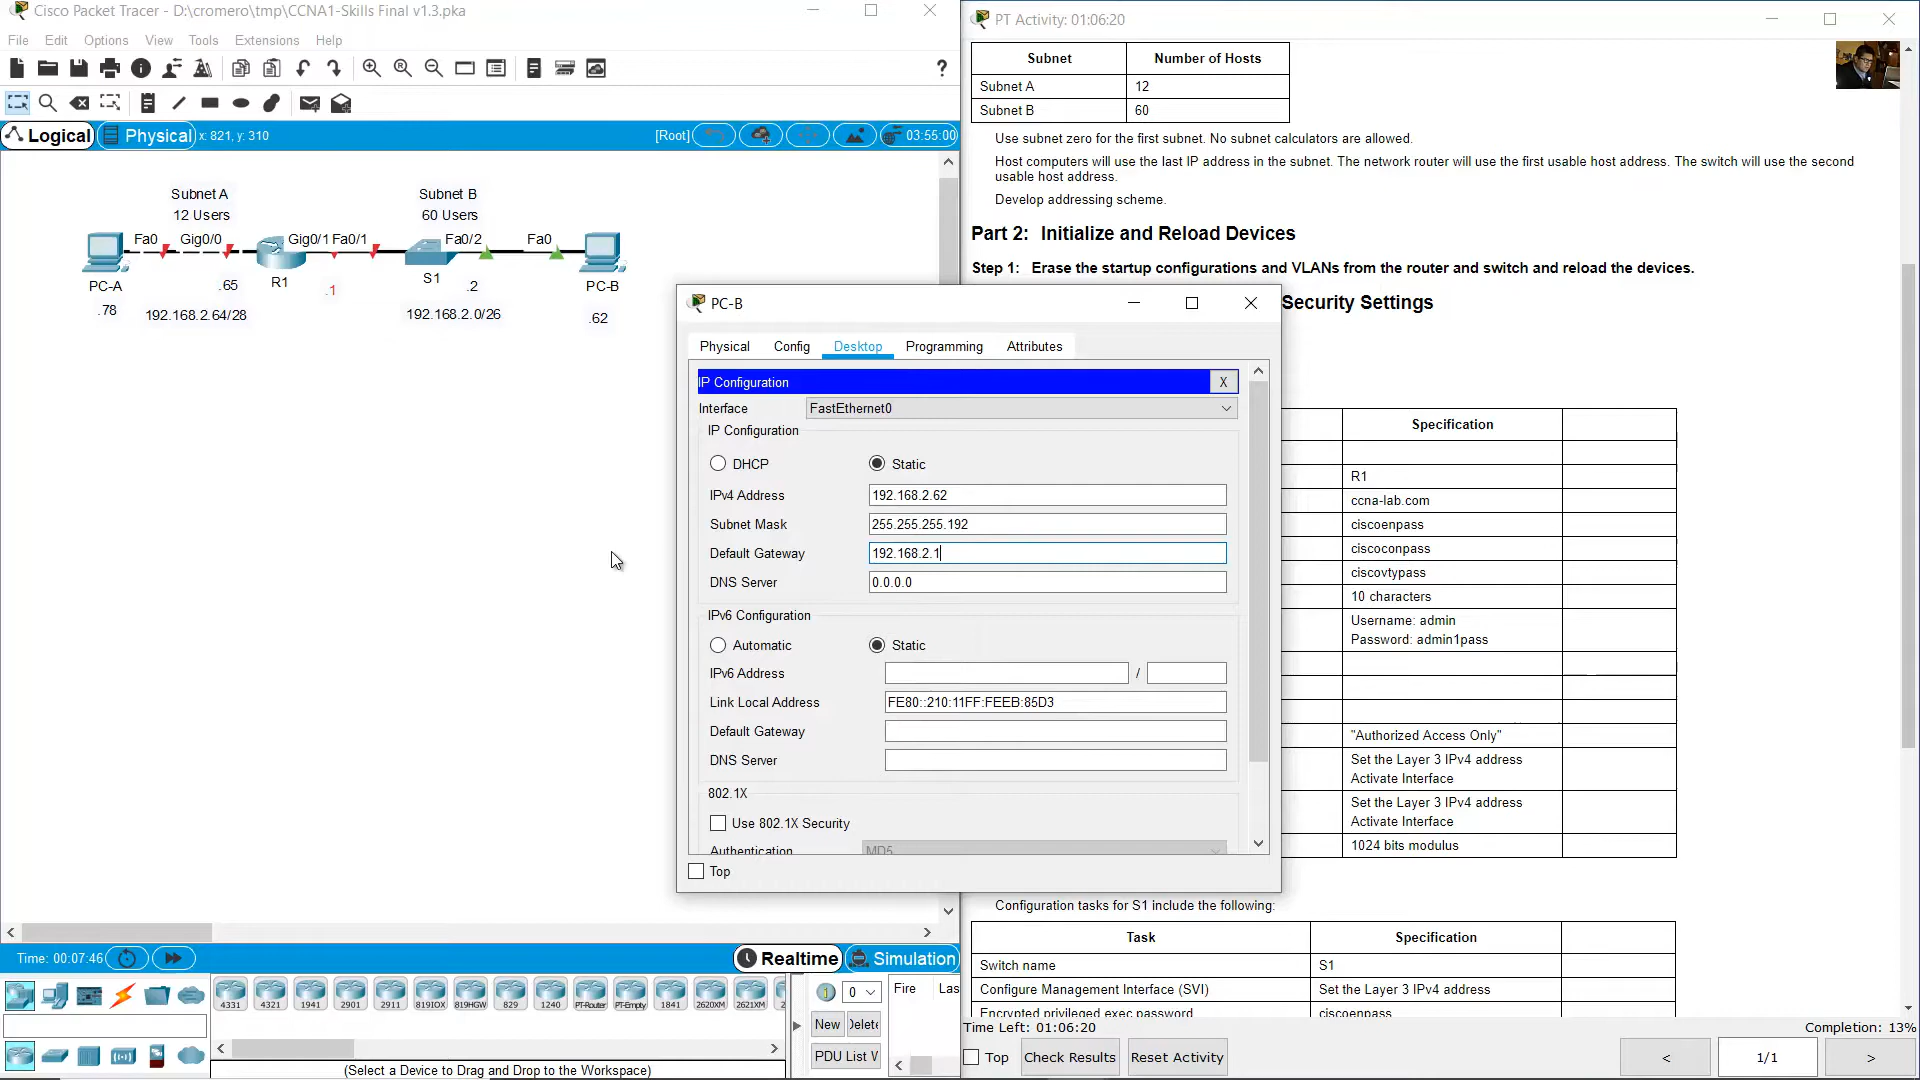 Cisco Packet Tracer - D:\cromero\tmp\CCNA1-Skills Final v1.3.pka
File Edit Options View Tools Extensions Help
?
Logical Physical x: 821, y: 310 [Root] 03:55:00
Subnet A
12 Users
Subnet B
60 Users
Fa0 Gig0/0 Gig0/1 Fa0/1 Fa0/2 Fa0
PC-A R1 S1 PC-B
.78 .65 .1 .2 .62
192.168.2.64/28 192.168.2.0/26
PC-B
Physical Config Desktop Programming Attributes
IP Configuration X
Interface FastEthernet0
IP Configuration
DHCP Static
IPv4 Address 192.168.2.62
Subnet Mask 255.255.255.192
Default Gateway 192.168.2.1
DNS Server 0.0.0.0
IPv6 Configuration
Automatic Static
IPv6 Address /
Link Local Address FE80::210:11FF:FEEB:85D3
Default Gateway
DNS Server
802.1X
Use 802.1X Security
Authentication MD5
Top
Time: 00:07:46 Realtime Simulation
4331 4321 1941 2901 2911 819IOX 819HGW 829 1240 PT-Router PT-Empty 1841 2620XM 2621XM
0 Fire Las
New Delete
PDU List W
(Select a Device to Drag and Drop to the Workspace)
PT Activity: 01:06:20
Subnet Number of Hosts
Subnet A 12
Subnet B 60
Use subnet zero for the first subnet. No subnet calculators are allowed.
Host computers will use the last IP address in the subnet. The network router will use the first usable host address. The switch will use the second
usable host address.
Develop addressing scheme.
Part 2: Initialize and Reload Devices
Step 1: Erase the startup configurations and VLANs from the router and switch and reload the devices.
Security Settings
Specification
R1
ccna-lab.com
ciscoenpass
ciscoconpass
ciscovtypass
10 characters
Username: admin
Password: admin1pass
"Authorized Access Only"
Set the Layer 3 IPv4 address
Activate Interface
Set the Layer 3 IPv4 address
Activate Interface
1024 bits modulus
Configuration tasks for S1 include the following:
Task Specification
Switch name S1
Configure Management Interface (SVI) Set the Layer 3 IPv4 address
Encrypted privileged exec password ciscoenpass
Time Left: 01:06:20 Completion: 13%
Top Check Results Reset Activity < 1/1 >